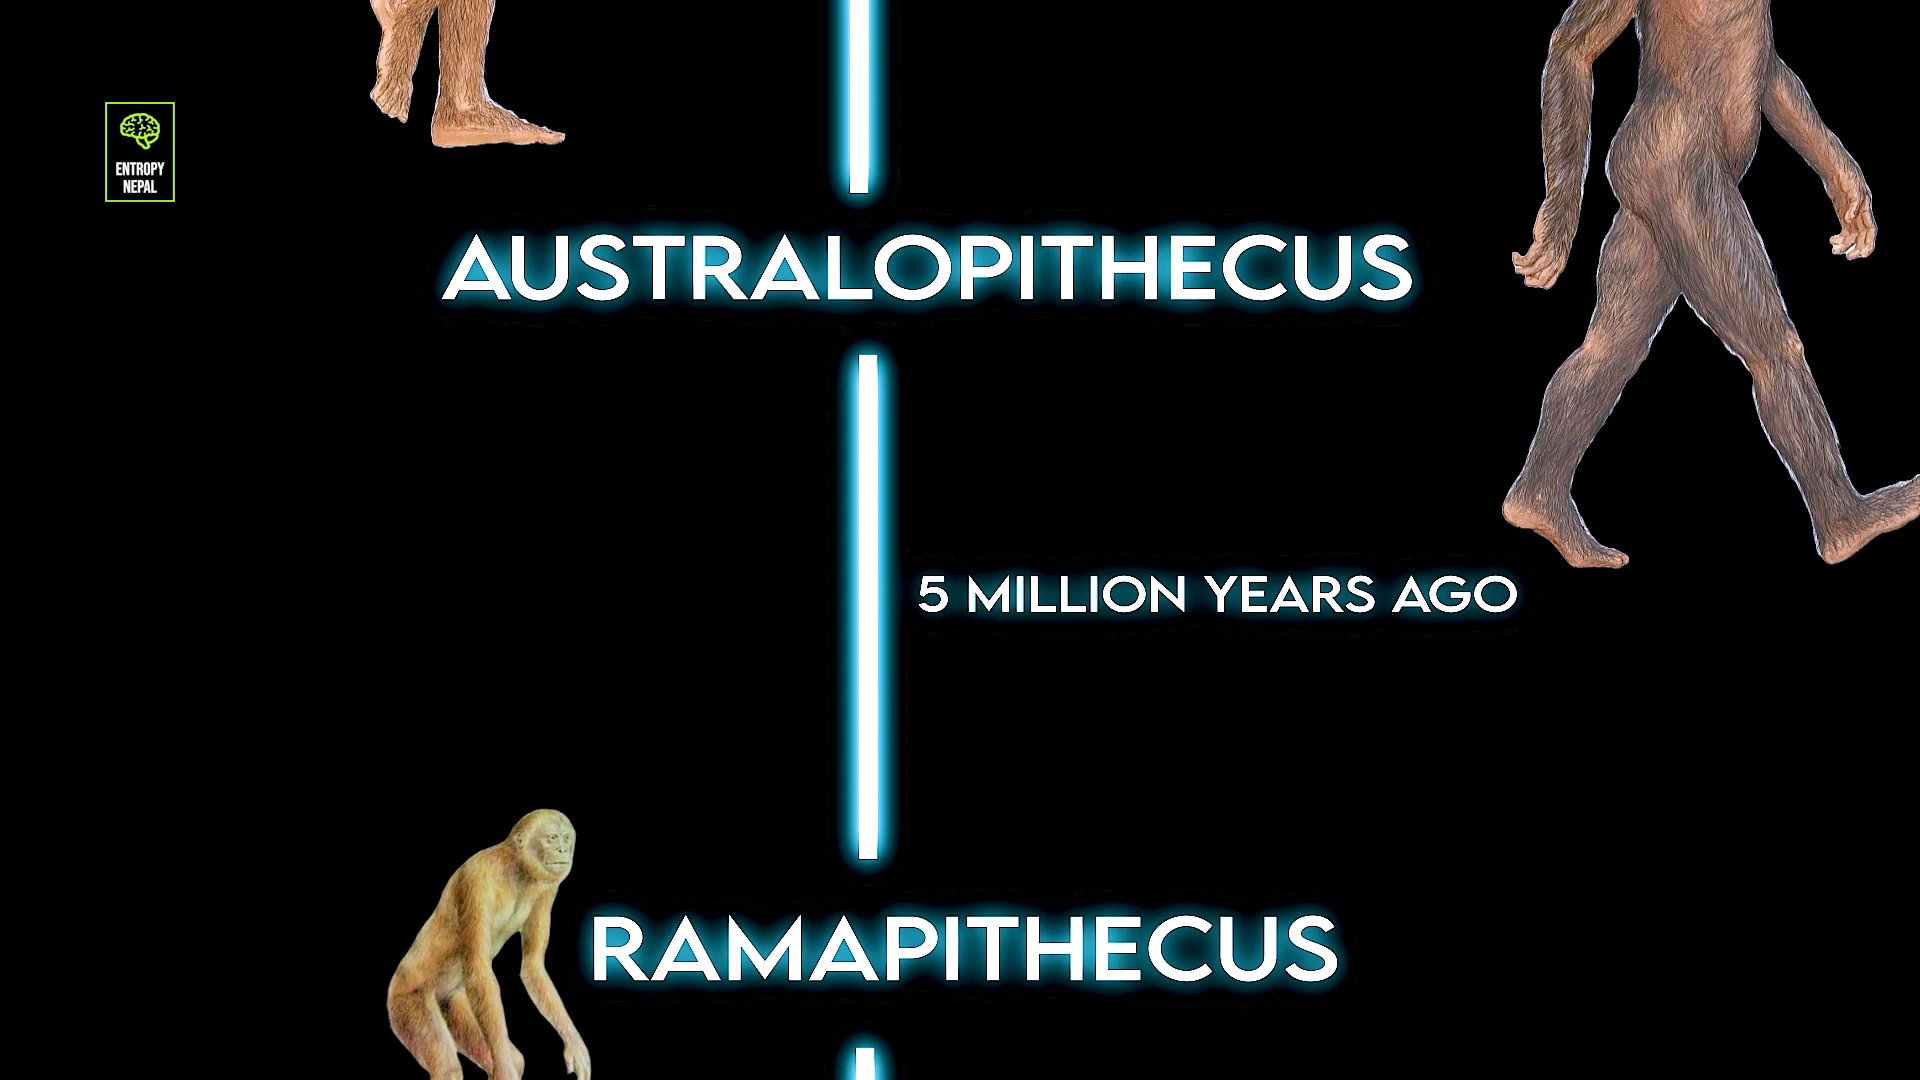 ENTROPY
NEPAL
AUSTRALOPITHECUS
5 MILLION YEARS AGO
RAMAPITHECUS